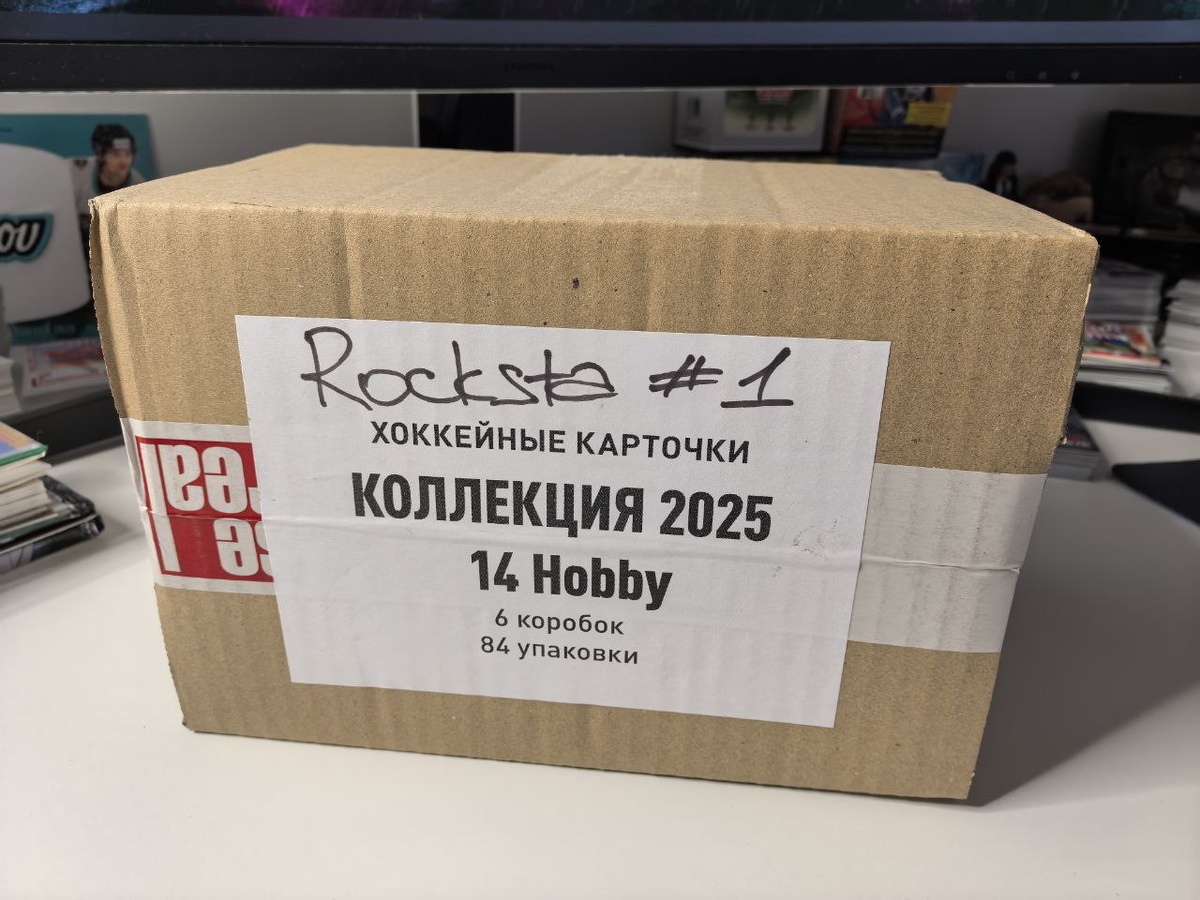 Rocksta #1
ХОККЕЙНЫЕ КАРТОЧКИ
КОЛЛЕКЦИЯ 2025
14 Hobby
6 коробок
84 упаковки